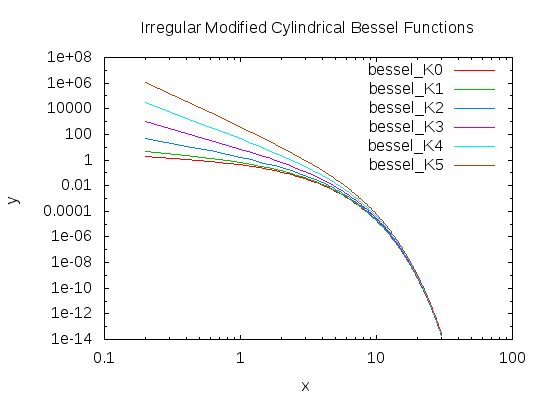 Irregular Modified Cylindrical Bessel Functions
1e+08
1e+06
10000
100
1
0.01
0.0001
1e-06
1e-08
1e-10
1e-12
1e-14
y
bessel_K0
bessel_K1
bessel_K2
bessel_K3
bessel_K4
bessel_K5
0.1 1 10 100
x